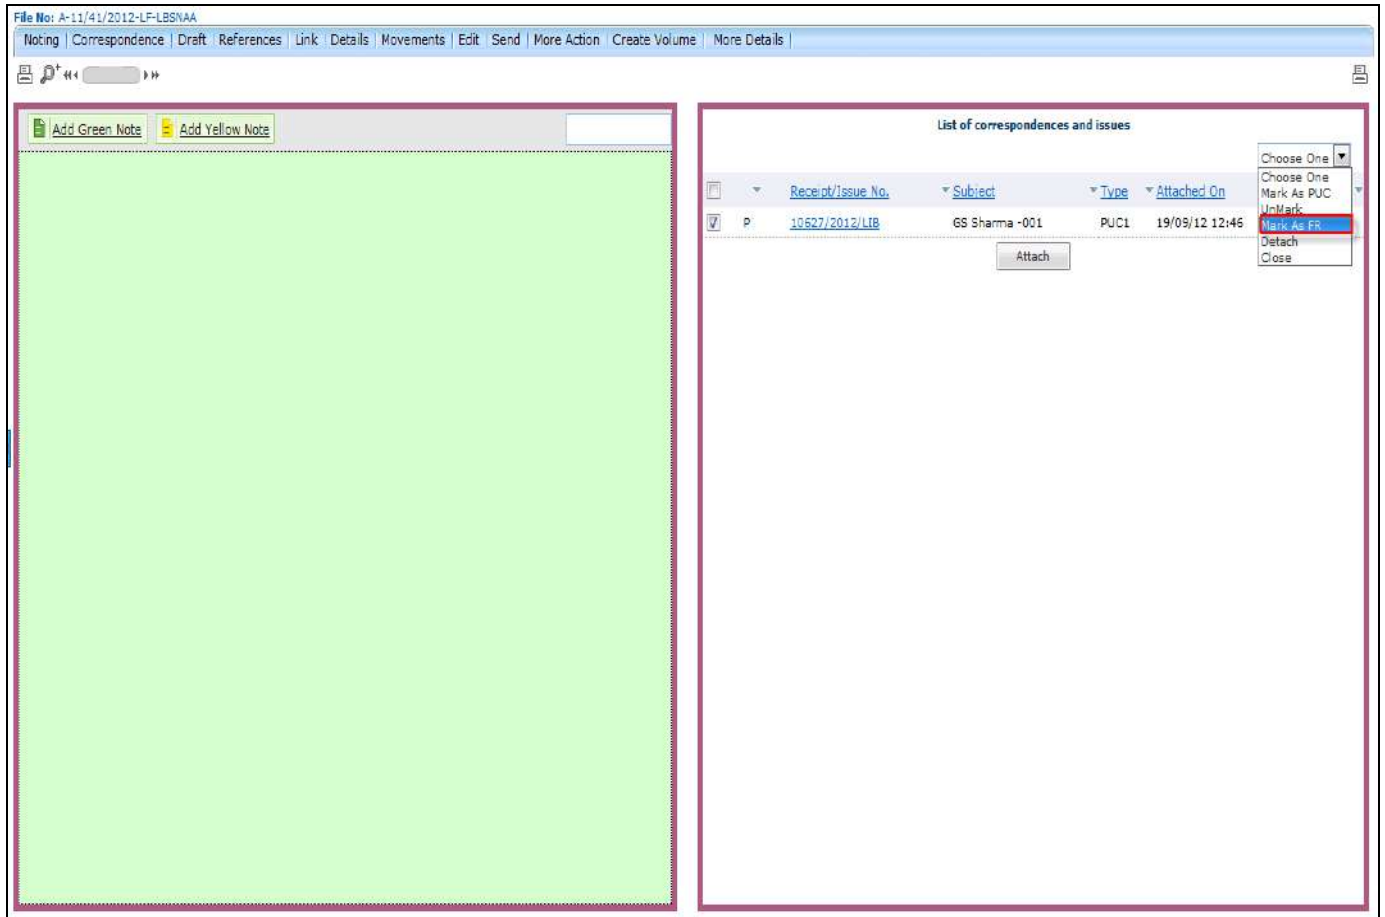 File No: A-11/41/2012-LF-LBSNAA
Noting | Correspondence | Draft | References | Link | Details | Movements | Edit | Send | More Action | Create Volume | More Details |
Add Green Note Add Yellow Note
List of correspondences and issues
Choose One
Choose One
Mark As PUC
UnMark
Mark As FR
Detach
Close
Receipt/Issue No. Subject Type Attached On
P 10627/2012/LIB GS Sharma -001 PUC1 19/09/12 12:46
Attach